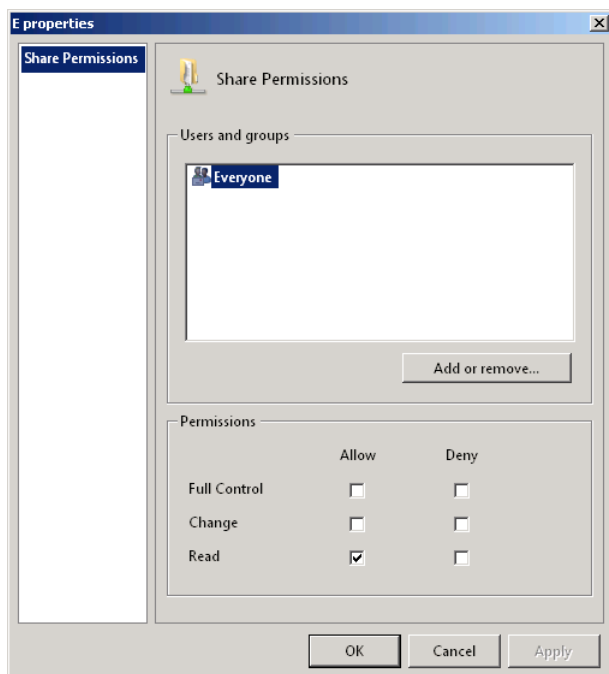 E properties
Share Permissions
Share Permissions
Users and groups
Everyone
Add or remove...
Permissions
Allow Deny
Full Control
Change
Read
OK Cancel Apply